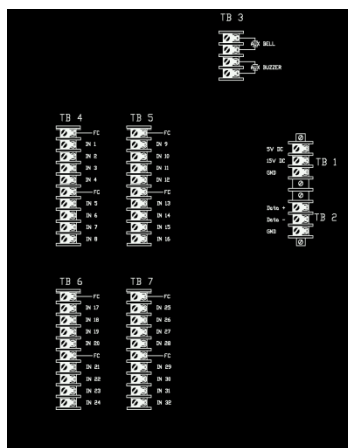 TB 3
AUX BELL
AUX BUZZER
TB 4
FC
IN 1
IN 2
IN 3
IN 4
FC
IN 5
IN 6
IN 7
IN 8
TB 5
FC
IN 9
IN 10
IN 11
IN 12
FC
IN 13
IN 14
IN 15
IN 16
5V DC
15V DC
GND
TB 1
Data +
Data -
GND
TB 2
TB 6
FC
IN 17
IN 18
IN 19
IN 20
FC
IN 21
IN 22
IN 23
IN 24
TB 7
FC
IN 25
IN 26
IN 27
IN 28
FC
IN 29
IN 30
IN 31
IN 32